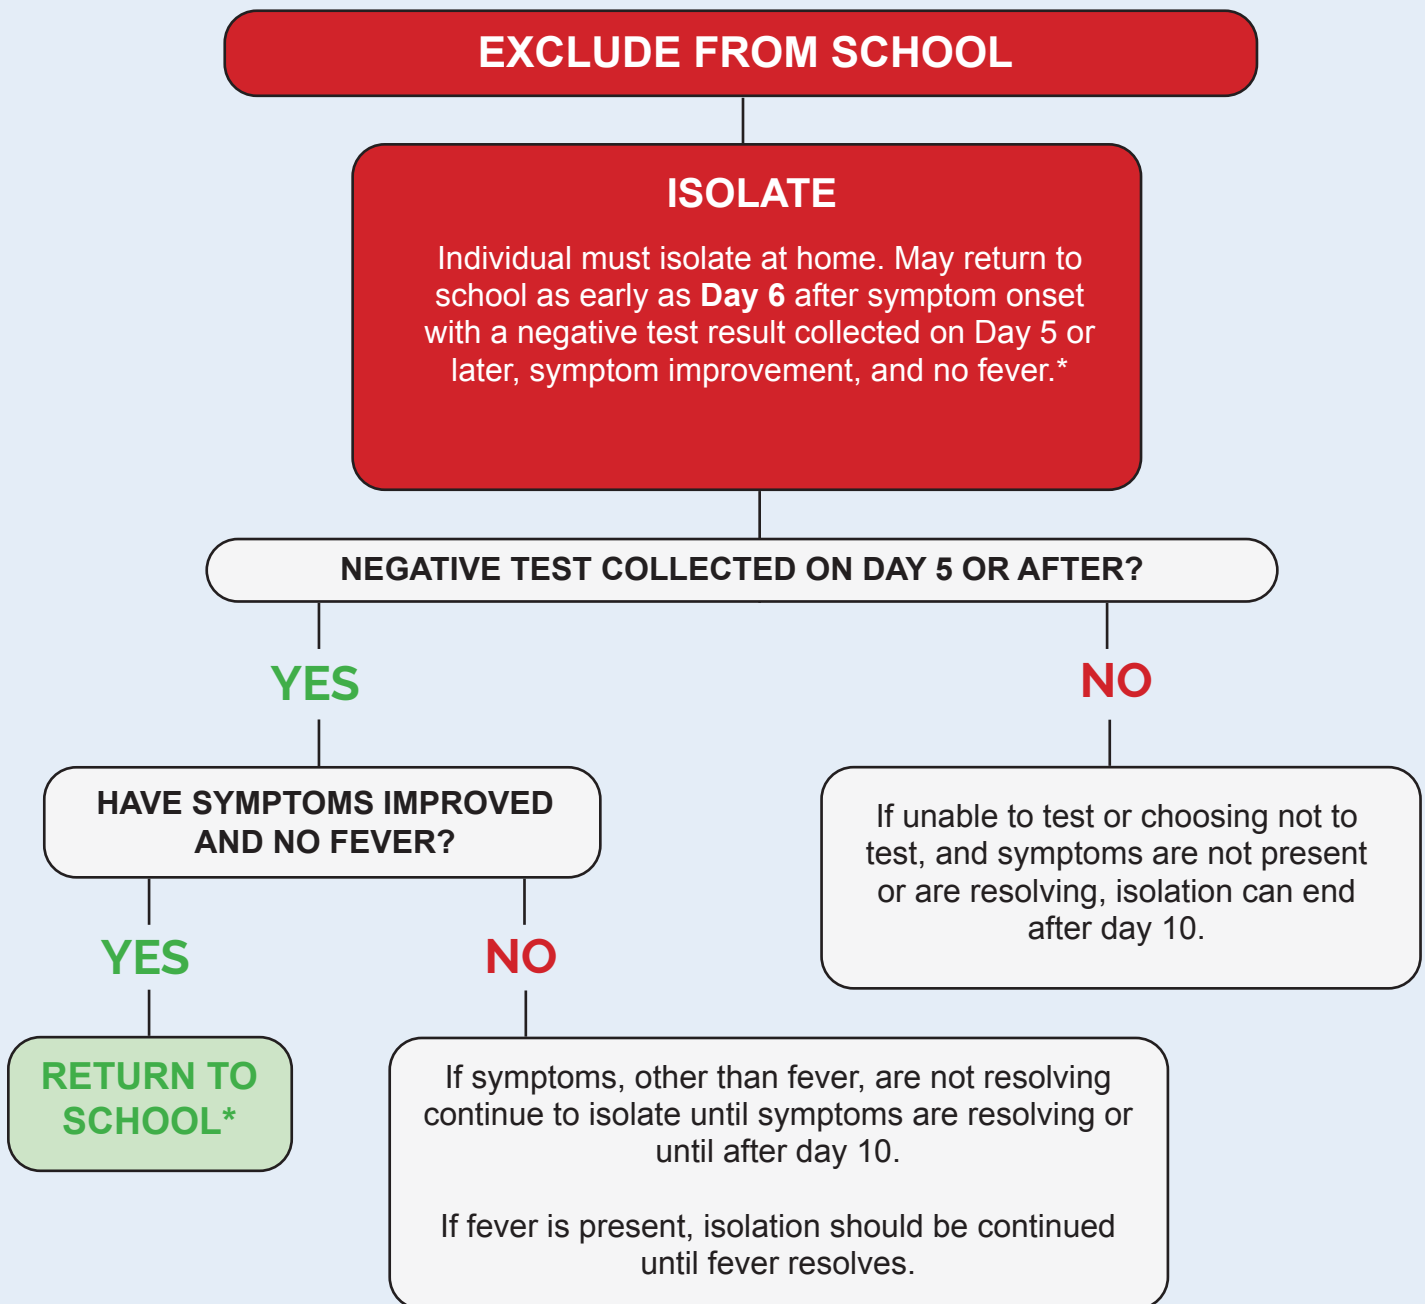 EXCLUDE FROM SCHOOL
ISOLATE
Individual must isolate at home. May return to
school as early as Day 6 after symptom onset
with a negative test result collected on Day 5 or
later, symptom improvement, and no fever.*
NEGATIVE TEST COLLECTED ON DAY 5 OR AFTER?
YES
NO
HAVE SYMPTOMS IMPROVED
AND NO FEVER?
If unable to test or choosing not to
test, and symptoms are not present
or are resolving, isolation can end
after day 10.
YES
NO
RETURN TO
SCHOOL*
If symptoms, other than fever, are not resolving
continue to isolate until symptoms are resolving or
until after day 10.
If fever is present, isolation should be continued
until fever resolves.